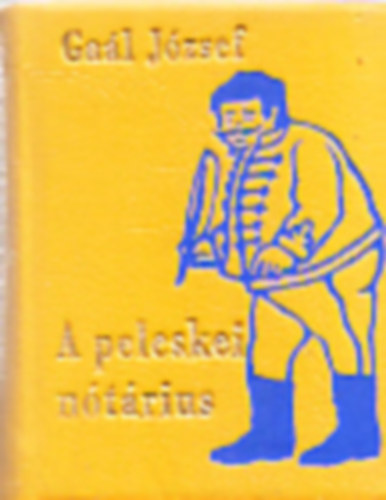 Gaál József
A peleskei
nótárius